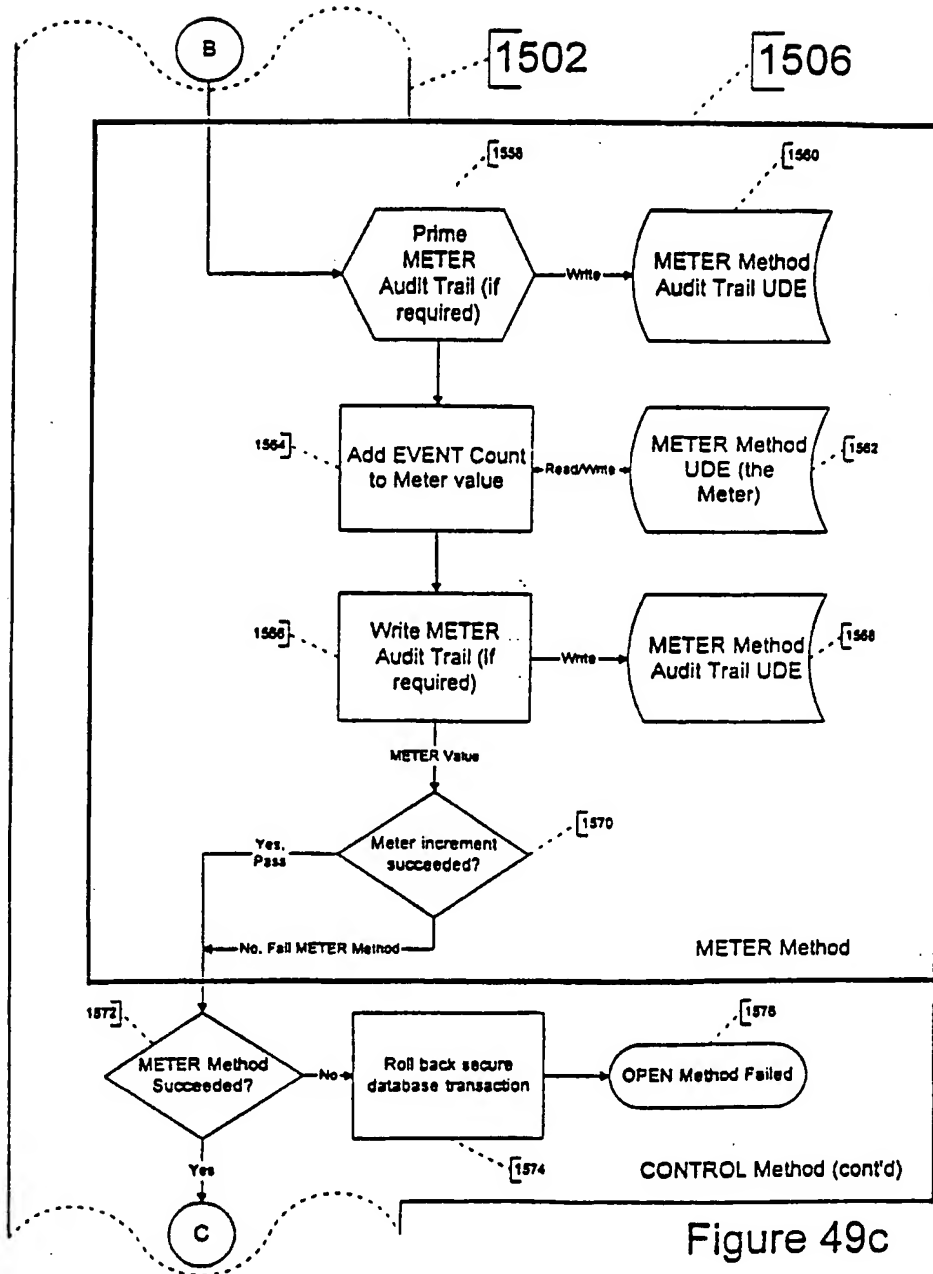 B
1502
1506
1558
1560
Prime
METER
Audit Trail (if
required)
Write
METER Method
Audit Trail UDE
1564
Add EVENT Count
to Meter value
Read/Write
METER Method
UDE (the
Meter)
1562
1566
Write METER
Audit Trail (if
required)
Write
METER Method
Audit Trail UDE
1568
METER Value
Meter increment
succeeded?
1570
Yes,
Pass
No, Fail METER Method
METER Method
1572
METER Method
Succeeded?
No
Roll back secure
database transaction
1576
OPEN Method Failed
Yes
1574
CONTROL Method (cont'd)
C
Figure 49c